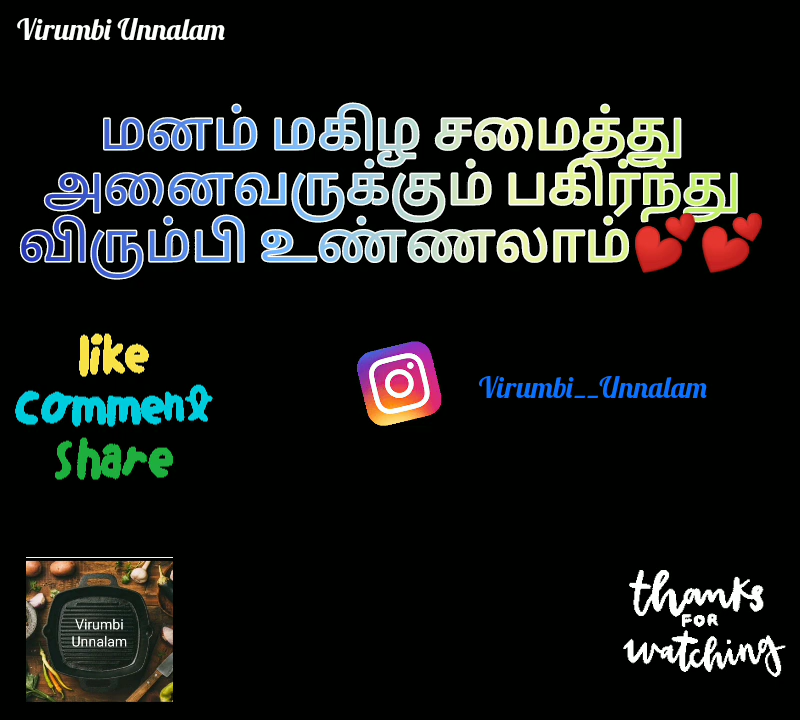 Virumbi Unnalam
மனம் மகிழ சமைத்து
அனைவருக்கும் பகிர்ந்து
விரும்பி உண்ணலாம்💕💕
like
comment
share
Virumbi__Unnalam
Virumbi
Unnalam
thanks
FOR
watching